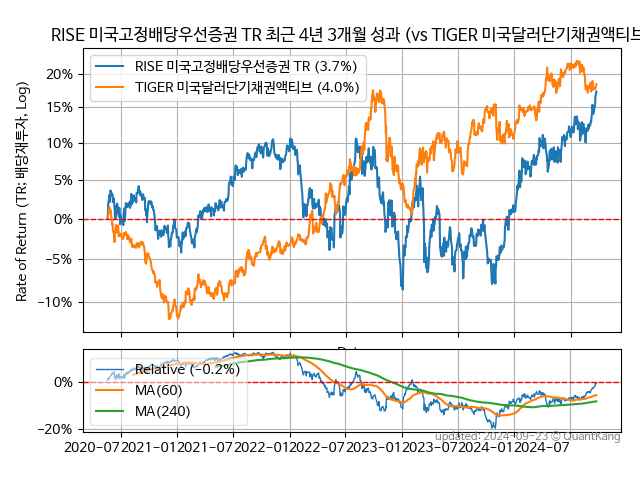 RISE 미국고정배당우선증권 TR 최근 4년 3개월 성과 (vs TIGER 미국달러단기채권액티브
Rate of Return (TR: 배당재투자, Log)
20%
15%
10%
5%
0%
−5%
−10%
RISE 미국고정배당우선증권 TR (3.7%)
TIGER 미국달러단기채권액티브 (4.0%)
0%
−20%
Relative (−0.2%)
MA(60)
MA(240)
updated: 2024-09-23 © QuantKang
2020-07 2021-01 2021-07 2022-01 2022-07 2023-01 2023-07 2024-01 2024-07